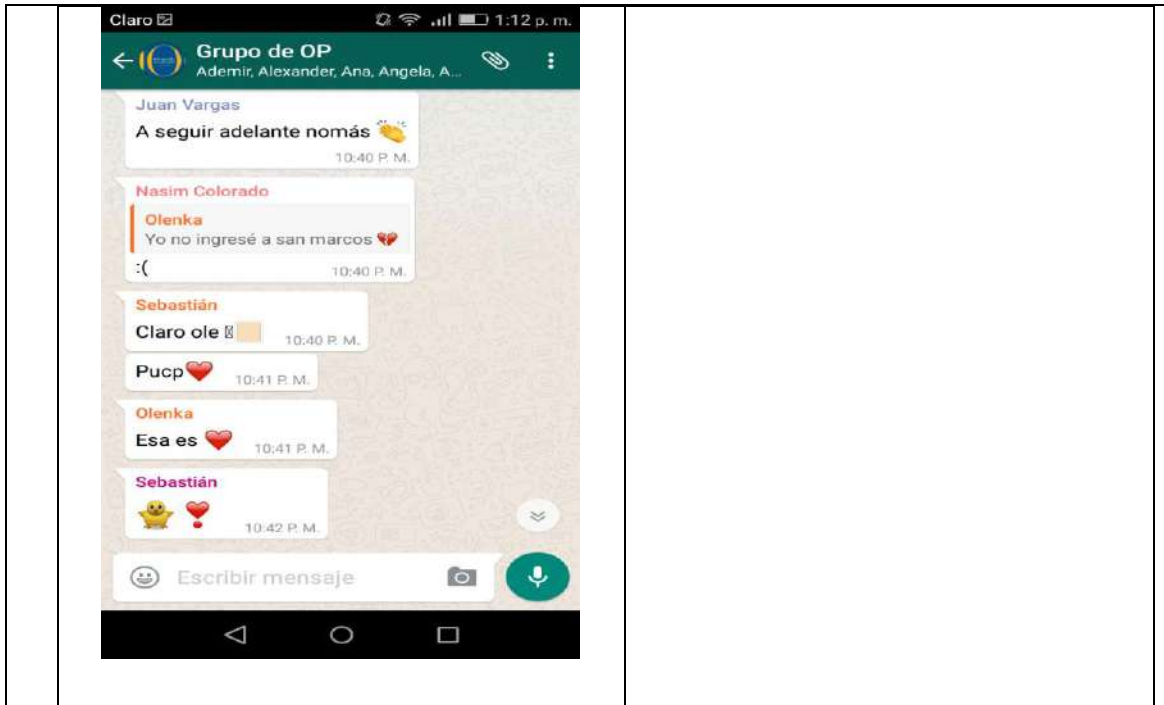 Claro 1:12 p. m.
Grupo de OP
Ademir, Alexander, Ana, Angela, A...
Juan Vargas
A seguir adelante nomás 👏
10:40 P. M.
Nasim Colorado
Olenka
Yo no ingresé a san marcos 💔
:( 10:40 P. M.
Sebastián
Claro ole 10:40 P. M.
Pucp❤️ 10:41 P. M.
Olenka
Esa es ❤️ 10:41 P. M.
Sebastián
🐥 ❣️ 10:42 P. M.
Escribir mensaje